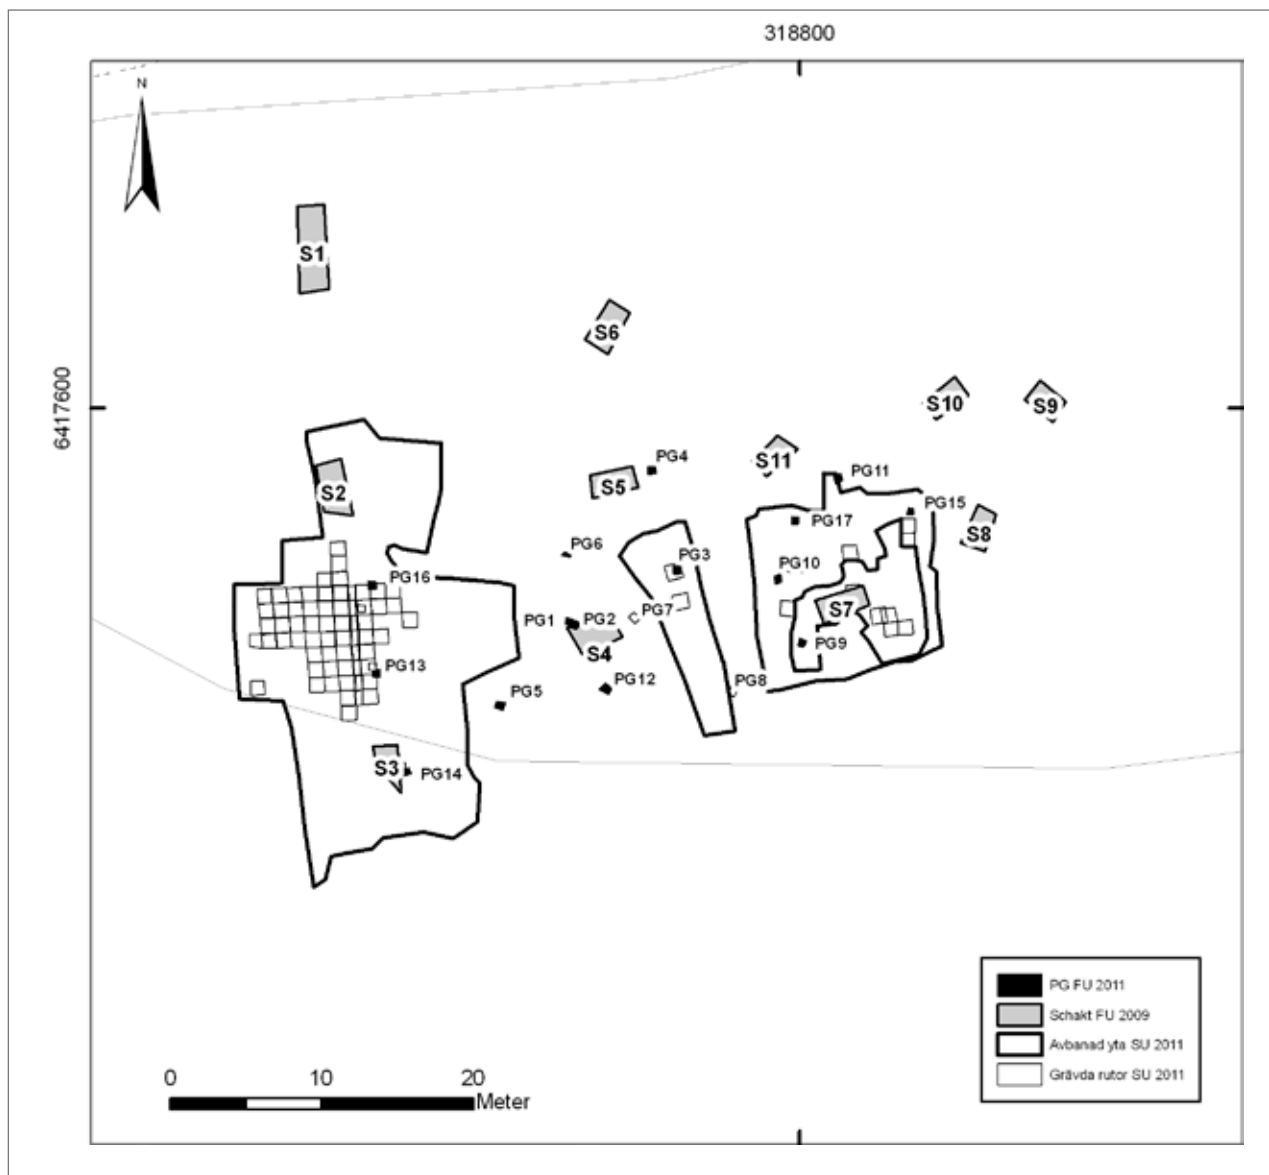 318800
N
S1
S6
6417600
S10
S9
S11
PG4
S5
S2
PG11
PG15
PG17
S8
PG6
PG3
PG16
PG10
S7
PG7
PG1
PG2
S4
PG9
PG13
PG12
PG8
PG5
S3
PG14
PG FU 2011
Schakt FU 2009
Avbanad yta SU 2011
Grävda rutor SU 2011
0 10 20
Meter